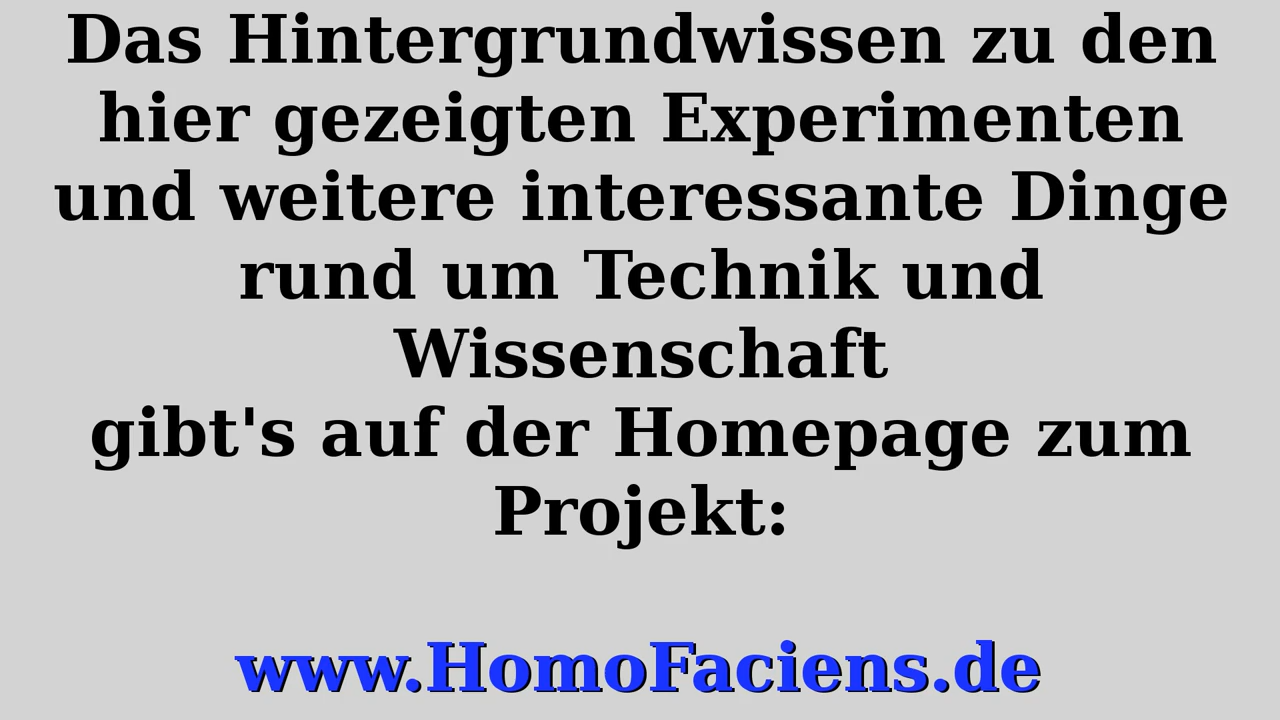 Das Hintergrundwissen zu den
hier gezeigten Experimenten
und weitere interessante Dinge
rund um Technik und
Wissenschaft
gibt's auf der Homepage zum
Projekt:
www.HomoFaciens.de